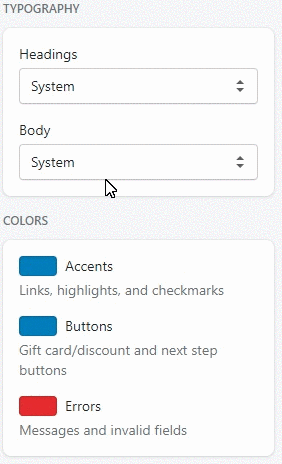 TYPOGRAPHY
Headings
System
Body
System
COLORS
Accents
Links, highlights, and checkmarks
Buttons
Gift card/discount and next step
buttons
Errors
Messages and invalid fields